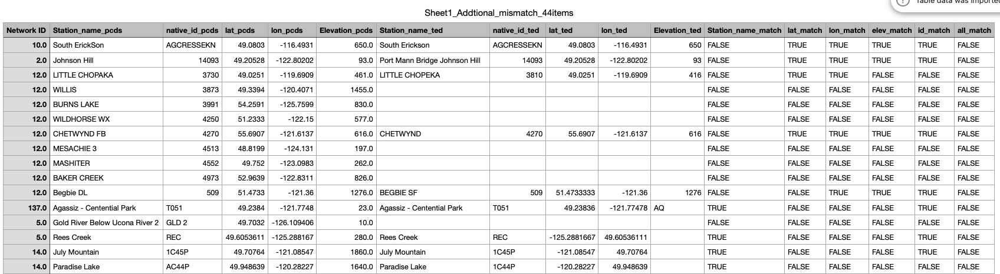 Table data was imported
Sheet1_Addtional_mismatch_44items
Network ID Station_name_pcds native_id_pcds lat_pcds lon_pcds Elevation_pcds Station_name_ted native_id_ted lat_ted lon_ted Elevation_ted Station_name_match lat_match lon_match elev_match id_match all_match
10.0 South ErickSon AGCRESSEKN 49.0803 -116.4931 650.0 South Erickson AGCRESSEKN 49.0803 -116.4931 650 FALSE TRUE TRUE TRUE TRUE FALSE
2.0 Johnson Hill 14093 49.20528 -122.80202 93.0 Port Mann Bridge Johnson Hill 14093 49.20528 -122.80202 93 FALSE TRUE TRUE TRUE TRUE FALSE
12.0 LITTLE CHOPAKA 3730 49.0251 -119.6909 461.0 LITTLE CHOPEKA 3810 49.0251 -119.6909 416 FALSE TRUE TRUE FALSE FALSE FALSE
12.0 WILLIS 3873 49.3394 -120.4071 1455.0 FALSE FALSE FALSE FALSE FALSE FALSE
12.0 BURNS LAKE 3991 54.2591 -125.7599 830.0 FALSE FALSE FALSE FALSE FALSE FALSE
12.0 WILDHORSE WX 4250 51.2333 -122.15 577.0 FALSE FALSE FALSE FALSE FALSE FALSE
12.0 CHETWYND FB 4270 55.6907 -121.6137 616.0 CHETWYND 4270 55.6907 -121.6137 616 FALSE TRUE TRUE TRUE TRUE FALSE
12.0 MESACHIE 3 4513 48.8199 -124.131 197.0 FALSE FALSE FALSE FALSE FALSE FALSE
12.0 MASHITER 4552 49.752 -123.0983 262.0 FALSE FALSE FALSE FALSE FALSE FALSE
12.0 BAKER CREEK 4973 52.9639 -122.8311 826.0 FALSE FALSE FALSE FALSE FALSE FALSE
12.0 Begbie DL 509 51.4733 -121.36 1276.0 BEGBIE SF 509 51.4733333 -121.36 1276 FALSE FALSE TRUE TRUE TRUE FALSE
137.0 Agassiz - Centential Park T051 49.2384 -121.7748 23.0 Agassiz - Centential Park T051 49.23836 -121.77478 AQ TRUE FALSE FALSE FALSE TRUE FALSE
5.0 Gold River Below Ucona River 2 GLD 2 49.7032 -126.109406 10.0 FALSE FALSE FALSE FALSE FALSE FALSE
5.0 Rees Creek REC 49.6053611 -125.288167 280.0 Rees Creek REC -125.2881667 49.60536111 TRUE FALSE FALSE FALSE TRUE FALSE
14.0 July Mountain 1C45P 49.70764 -121.08547 1860.0 July Mountain 1C45P -121.08547 49.70764 TRUE FALSE FALSE FALSE TRUE FALSE
14.0 Paradise Lake AC44P 49.948639 -120.28227 1640.0 Paradise Lake 1C44P -120.28227 49.948639 TRUE FALSE FALSE FALSE FALSE FALSE